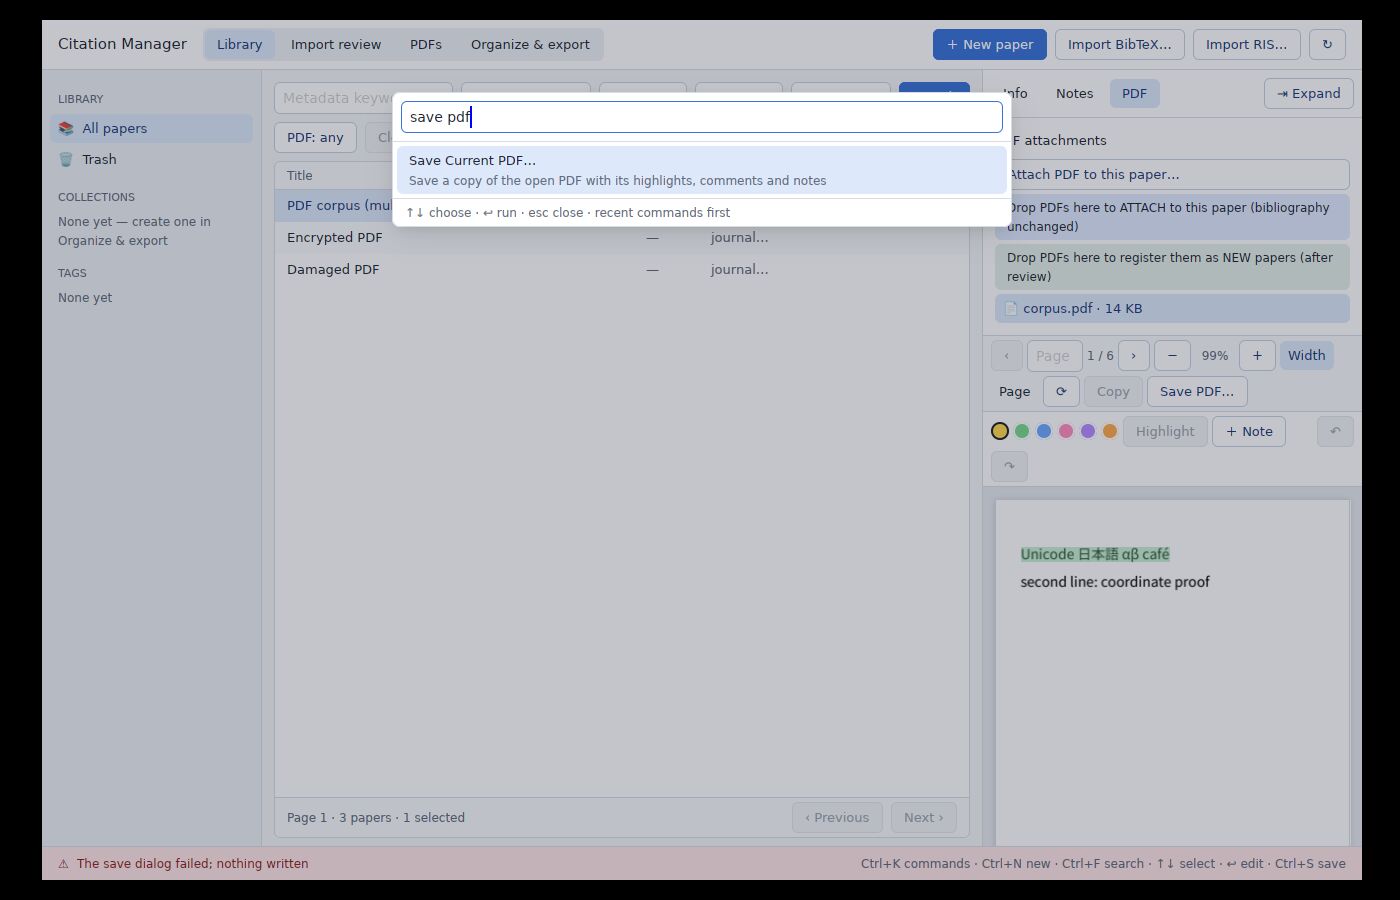 Citation Manager
Library
Import review
PDFs
Organize & export
+ New paper
Import BibTeX…
Import RIS…
↻
LIBRARY
📚 All papers
🗑️ Trash
COLLECTIONS
None yet — create one in
Organize & export
TAGS
None yet
Metadata
PDF: any
save pdf
Save Current PDF…
Save a copy of the open PDF with its highlights, comments and notes
↑↓ choose · ↩ run · esc close · recent commands first
Title
PDF corpus
Encrypted PDF — journal…
Damaged PDF — journal…
Page 1 · 3 papers · 1 selected
‹ Previous
Next ›
Notes
PDF
⇥ Expand
attachments
Attach PDF to this paper…
Drop PDFs here to ATTACH to this paper (bibliography
unchanged)
Drop PDFs here to register them as NEW papers (after
review)
📄 corpus.pdf · 14 KB
‹
Page
1 / 6
›
−
99%
+
Width
Page
⟳
Copy
Save PDF…
Highlight
+ Note
↶
↷
Unicode 日本語 αβ café
second line: coordinate proof
⚠ The save dialog failed; nothing written
Ctrl+K commands · Ctrl+N new · Ctrl+F search · ↑↓ select · ↩ edit · Ctrl+S save